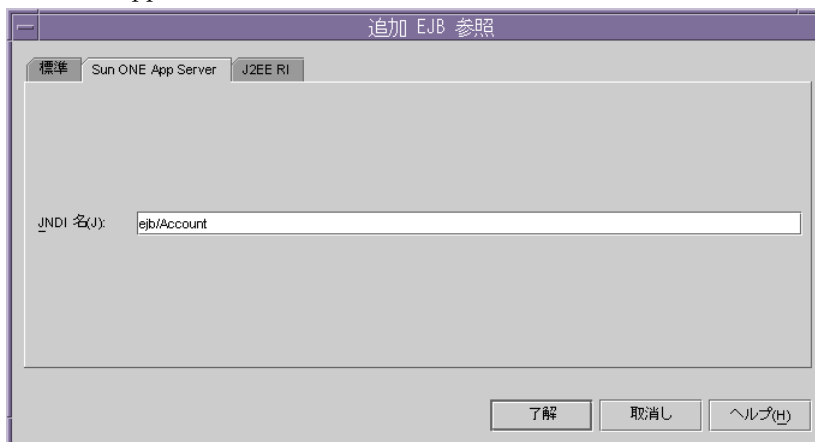 追加 EJB 参照
標準 Sun ONE App Server J2EE RI
JNDI 名(J): ejb/Account
了解 取消し ヘルプ(H)